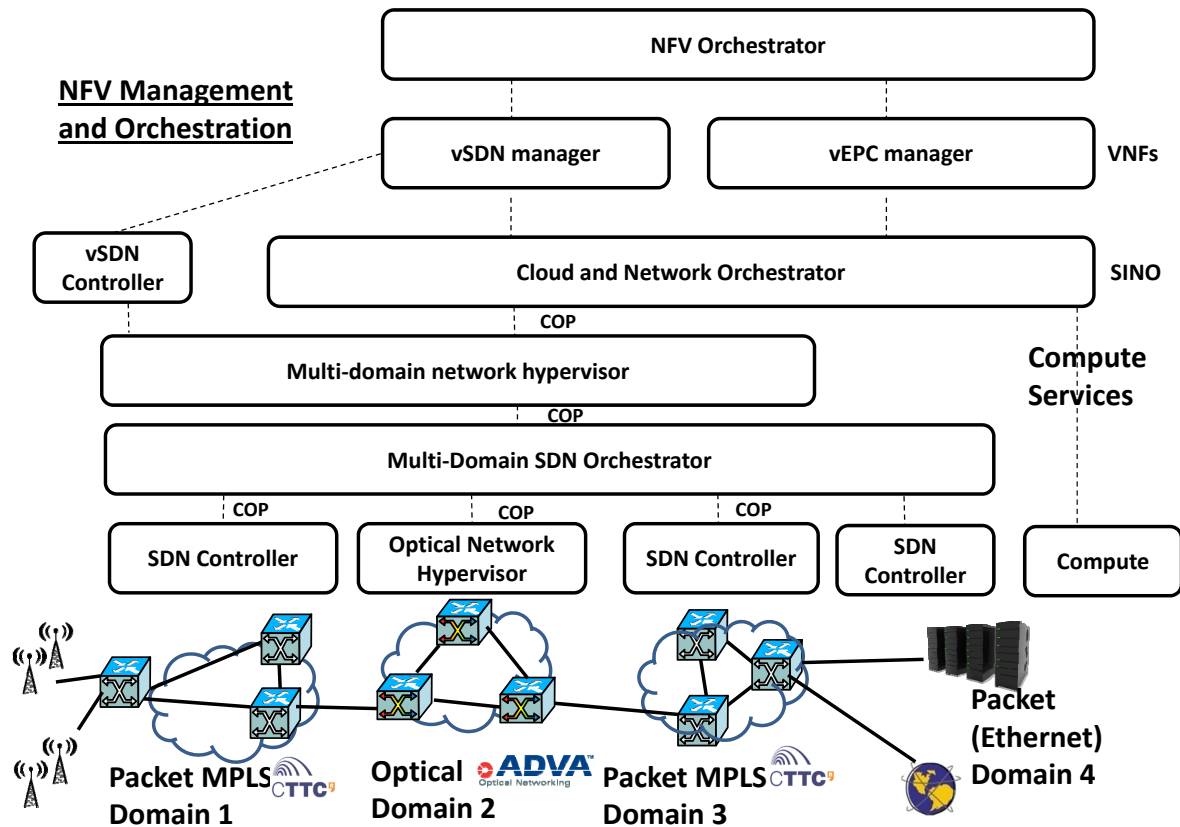 NFV Orchestrator
NFV Management
and Orchestration
vSDN manager
vEPC manager
VNFs
vSDN
Controller
Cloud and Network Orchestrator
SINO
COP
Multi-domain network hypervisor
Compute
Services
COP
Multi-Domain SDN Orchestrator
COP
COP
COP
SDN Controller
Optical Network
Hypervisor
SDN Controller
SDN
Controller
Compute
Packet MPLS
Domain 1
CTTC9
Optical
Domain 2
ADVA™
Optical Networking
Packet MPLS
Domain 3
CTTC9
Packet
(Ethernet)
Domain 4